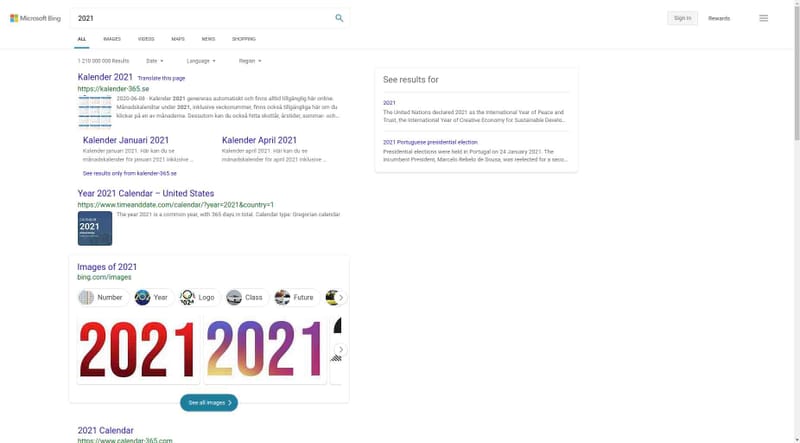 Microsoft Bing
2021
Sign in
Rewards
ALL
IMAGES
VIDEOS
MAPS
NEWS
SHOPPING
1 210 000 000 Results
Date
Language
Region
Kalender 2021
Translate this page
https://kalender-365.se
2020-06-08 · Kalender 2021 genereras automatiskt och finns alltid tillgänglig här online.
Månadskalendrar under 2021, inklusive veckonummer, finns också tillgängliga här om du
klickar på en av månaderna. Dessutom kan du också hitta skottår, årstider, sommar- och...
Kalender Januari 2021
Kalender januari 2021. Här kan du se
månadskalender för januari 2021 inklusive ...
Kalender April 2021
Kalender april 2021. Här kan du se
månadskalendern för april 2021 inklusive ...
See results only from kalender-365.se
Year 2021 Calendar – United States
https://www.timeanddate.com/calendar/?year=2021&country=1
CALENDAR
2021
The year 2021 is a common year, with 365 days in total. Calendar type: Gregorian calendar
Images of 2021
bing.com/images
Number
Year
Logo
Class
Future
2021
2021
See all images
2021 Calendar
https://www.calendar-365.com
See results for
2021
The United Nations declared 2021 as the International Year of Peace and
Trust, the International Year of Creative Economy for Sustainable Develo...
2021 Portuguese presidential election
Presidential elections were held in Portugal on 24 January 2021. The
incumbent President, Marcelo Rebelo de Sousa, was reelected for a seco...